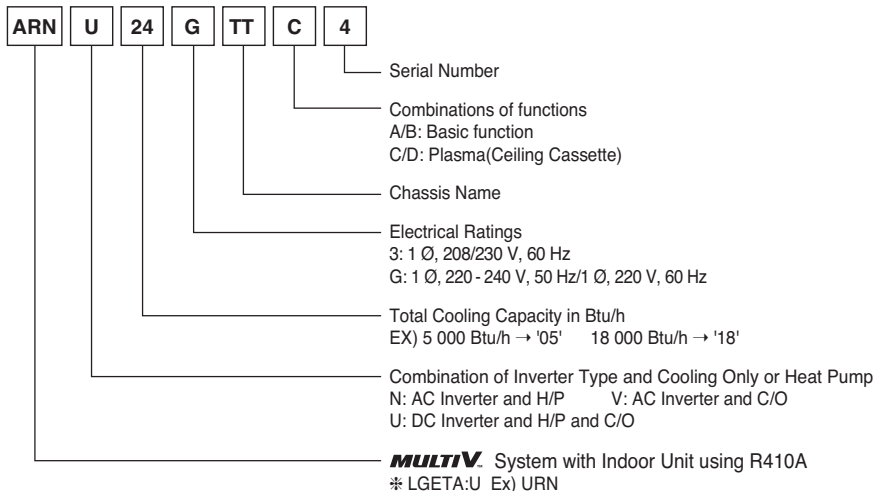 ARN U 24 G TT C 4
Serial Number
Combinations of functions
A/B: Basic function
C/D: Plasma(Ceiling Cassette)
Chassis Name
Electrical Ratings
3: 1 Ø, 208/230 V, 60 Hz
G: 1 Ø, 220 - 240 V, 50 Hz/1 Ø, 220 V, 60 Hz
Total Cooling Capacity in Btu/h
EX) 5 000 Btu/h → '05' 18 000 Btu/h → '18'
Combination of Inverter Type and Cooling Only or Heat Pump
N: AC Inverter and H/P V: AC Inverter and C/O
U: DC Inverter and H/P and C/O
MULTI V. System with Indoor Unit using R410A
❈ LGETA:U Ex) URN